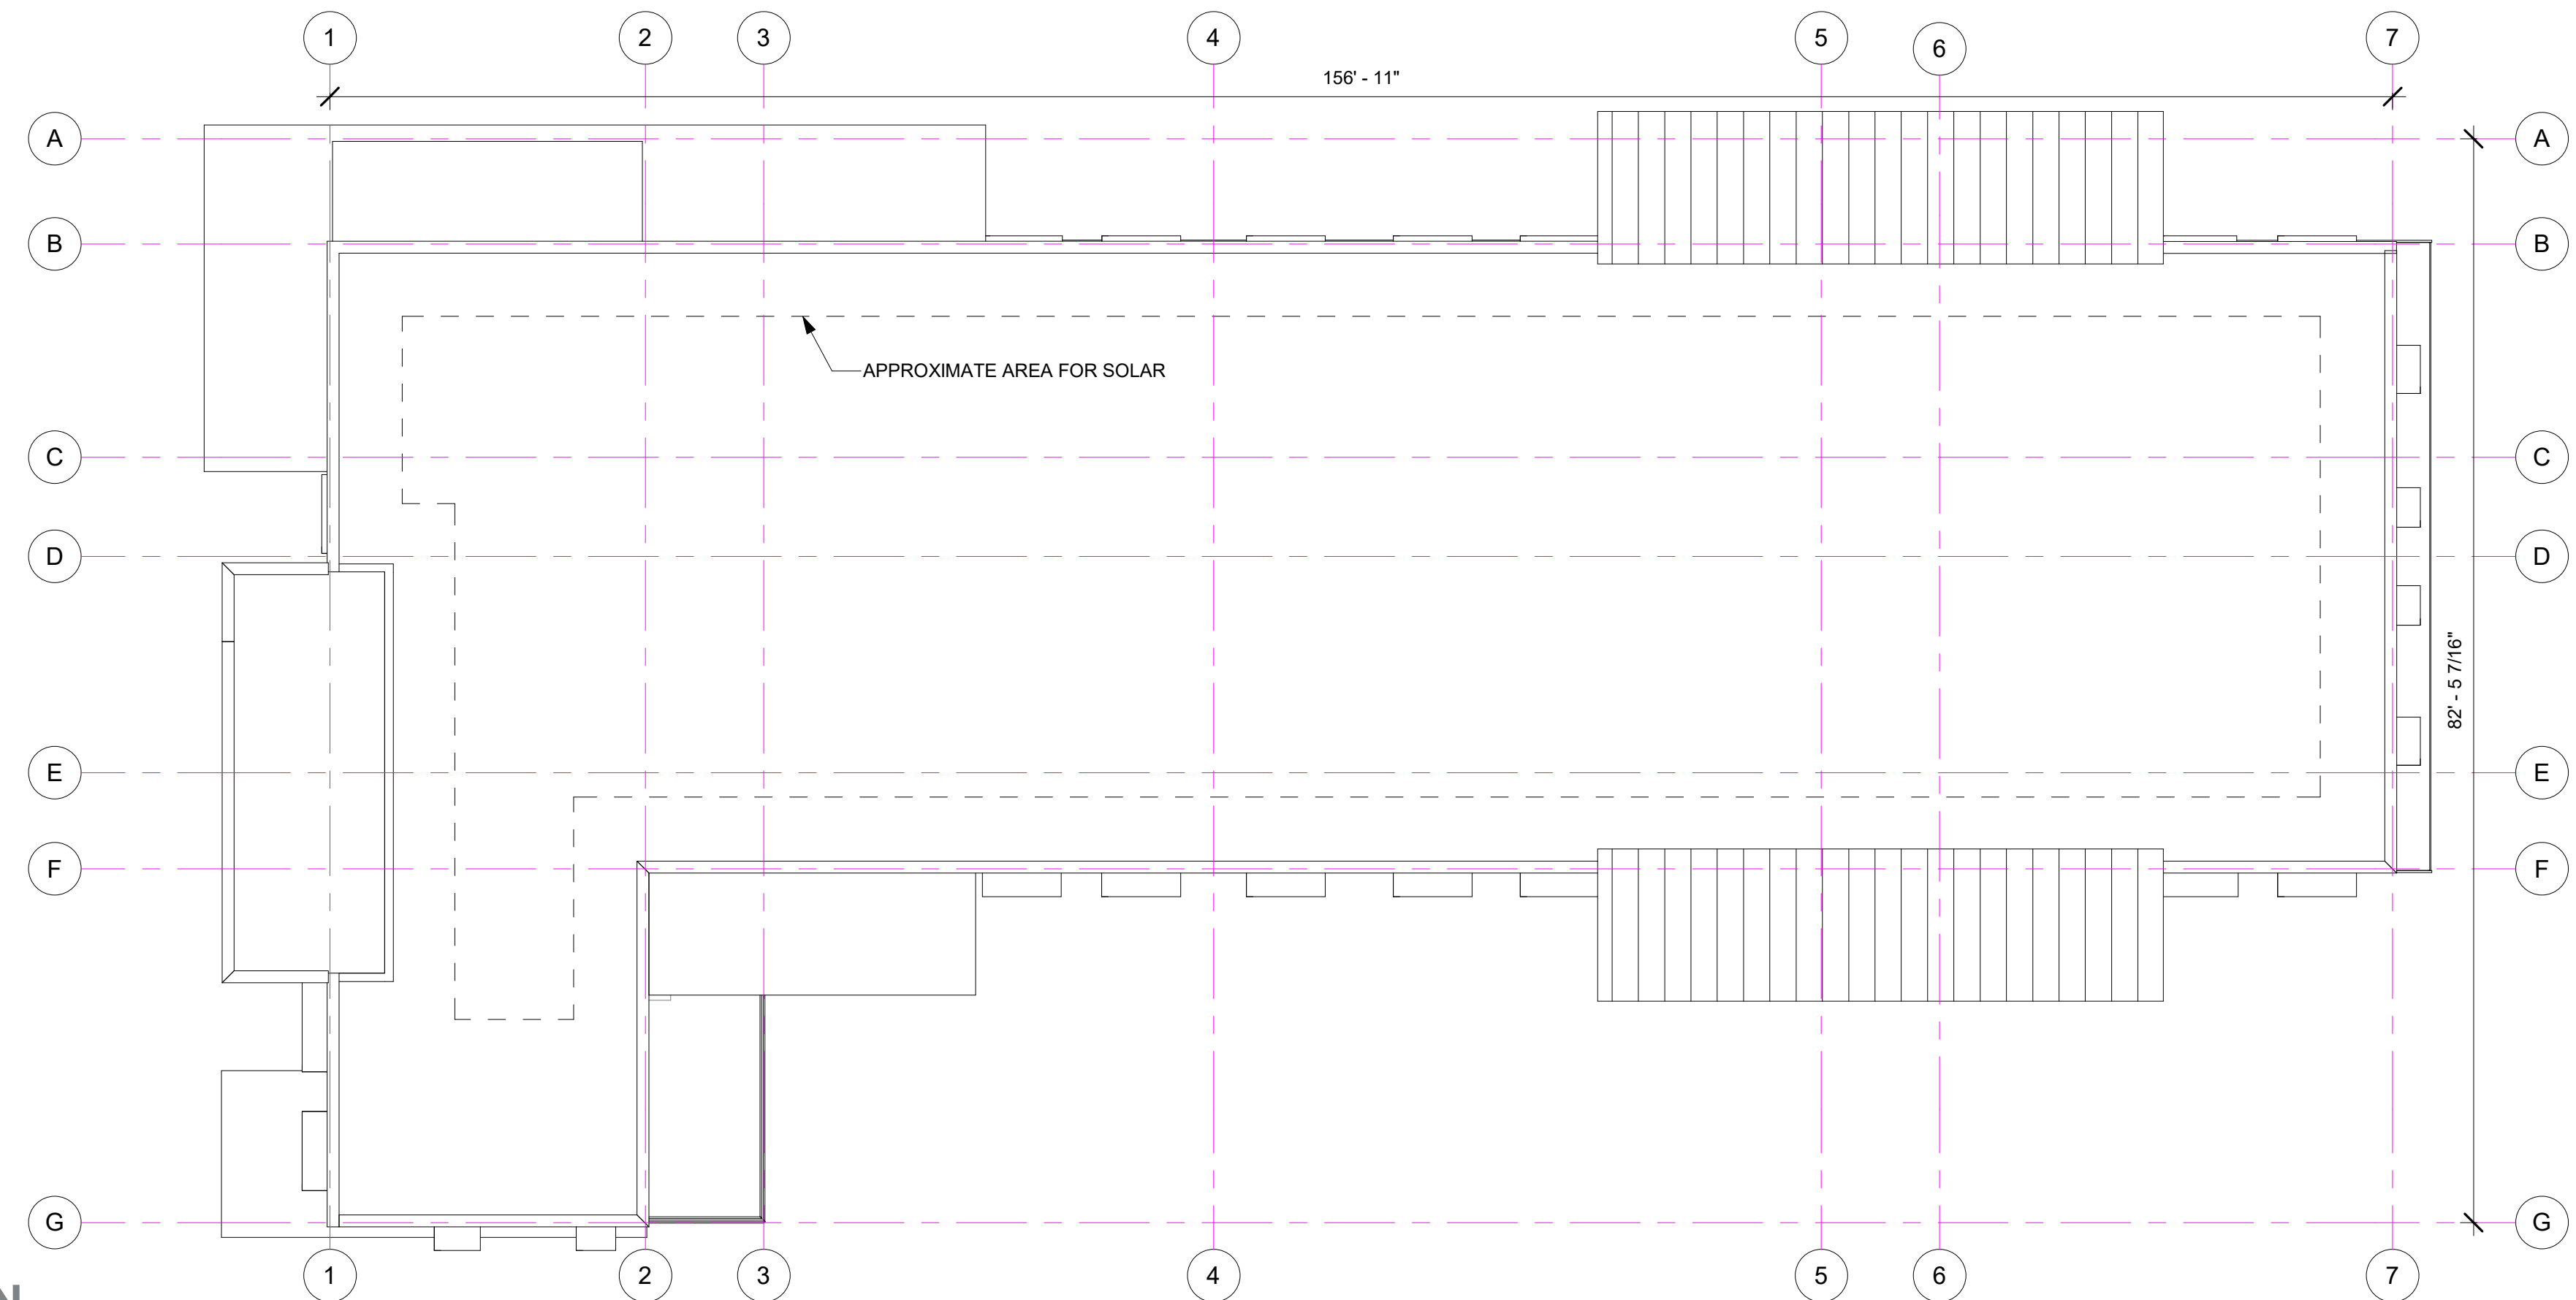 1 2 3 4 5 6 7
156' - 11"
A A
B B
APPROXIMATE AREA FOR SOLAR
C C
D D
82' - 5 7/16"
E E
F F
G G
1 2 3 4 5 6 7